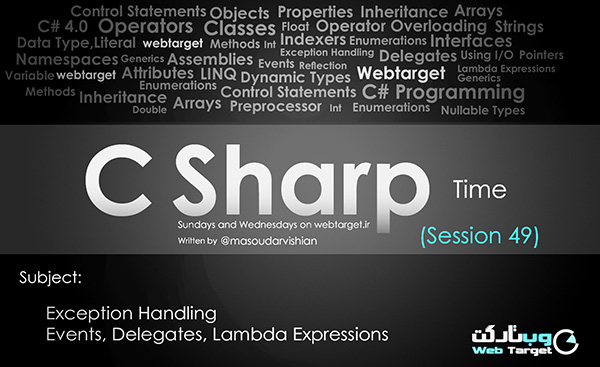 Control Statements Objects Properties Inheritance Arrays
C# 4.0 Operators Classes Float Operator Overloading Strings
Data Type,Literal webtarget Methods Int Indexers Enumerations Interfaces
Namespaces Generics Assemblies Events Exception Handling Delegates Using I/O Pointers
Variable webtarget Attributes LINQ Dynamic Types Reflection Webtarget Lambda Expressions Generics
Methods Inheritance Enumerations Control Statements C# Programming
Double Arrays Preprocessor Int Enumerations Nullable Types
C Sharp Time
Sundays and Wednesdays on webtarget.ir
Written by @masoudarvishian
(Session 49)
Subject:
Exception Handling
Events, Delegates, Lambda Expressions
وب تارگت
Web Target